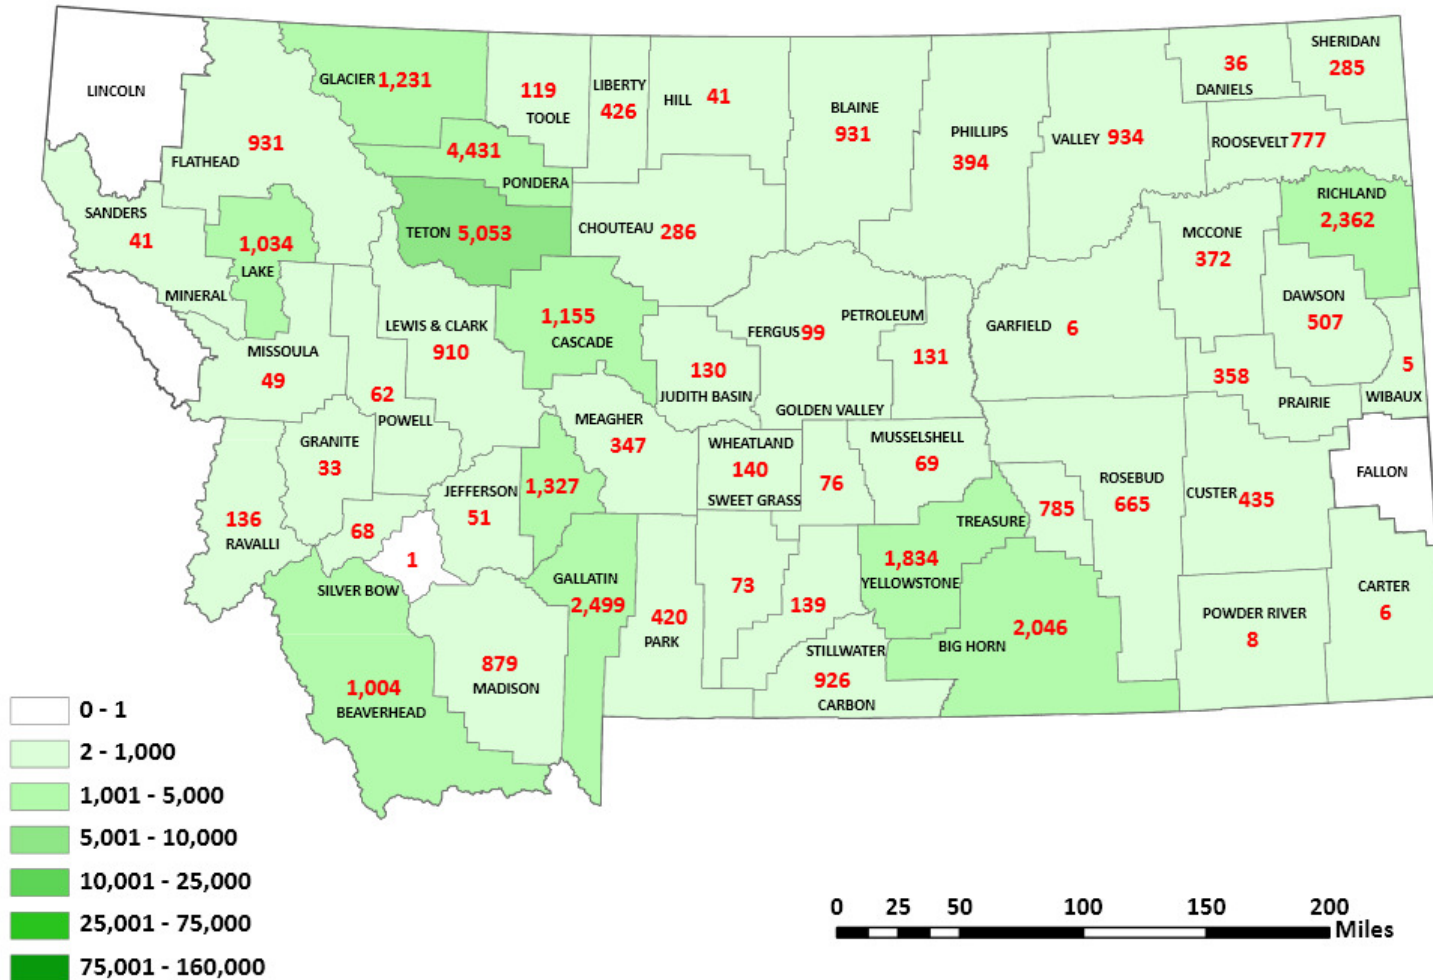 SHERIDAN
285
36
DANIELS
GLACIER 1,231
119
TOOLE
LIBERTY
426
HILL 41
BLAINE
931
PHILLIPS
394
VALLEY 934
ROOSEVELT 777
LINCOLN
931
FLATHEAD
4,431
PONDERA
RICHLAND
2,362
SANDERS
41
1,034
LAKE
TETON 5,053
CHOUTEAU 286
MCCONE
372
MINERAL
LEWIS & CLARK
910
1,155
CASCADE
FERGUS 99
PETROLEUM
131
GARFIELD 6
DAWSON
507
MISSOULA
49
62
POWELL
130
JUDITH BASIN
358
PRAIRIE
5
WIBAUX
GRANITE
33
MEAGHER
347
WHEATLAND
140
GOLDEN VALLEY
76
MUSSELSHELL
69
FALLON
JEFFERSON
51
1,327
SWEET GRASS
TREASURE
785
ROSEBUD
665
CUSTER 435
136
RAVALLI
68
1
SILVER BOW
GALLATIN
2,499
420
PARK
73
139
1,834
YELLOWSTONE
STILLWATER
BIG HORN 2,046
POWDER RIVER
8
CARTER
6
1,004
BEAVERHEAD
879
MADISON
926
CARBON
0 - 1
2 - 1,000
1,001 - 5,000
5,001 - 10,000
10,001 - 25,000
25,001 - 75,000
75,001 - 160,000
0 25 50 100 150 200
Miles